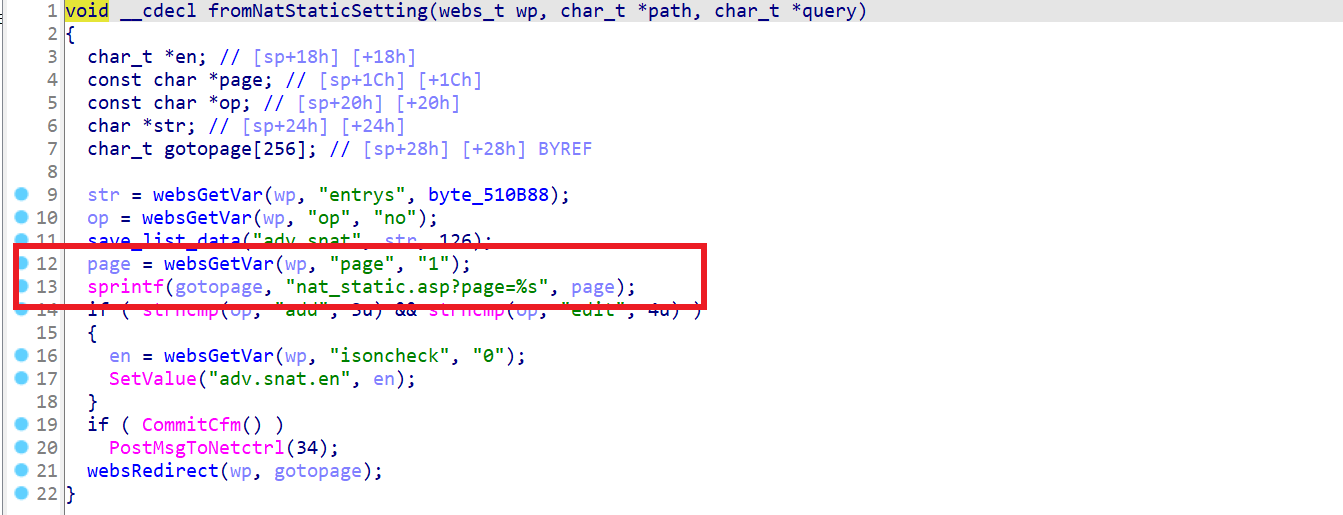 1 void __cdecl fromNatStaticSetting(webs_t wp, char_t *path, char_t *query)
2 {
3 char_t *en; // [sp+18h] [+18h]
4 const char *page; // [sp+1Ch] [+1Ch]
5 const char *op; // [sp+20h] [+20h]
6 char *str; // [sp+24h] [+24h]
7 char_t gotopage[256]; // [sp+28h] [+28h] BYREF
8
9 str = websGetVar(wp, "entrys", byte_510B88);
10 op = websGetVar(wp, "op", "no");
11 save_list_data("adv.snat", str, 126);
12 page = websGetVar(wp, "page", "1");
13 sprintf(gotopage, "nat_static.asp?page=%s", page);
14 if ( strncmp(op, "add", 3u) && strncmp(op, "edit", 4u) )
15 {
16 en = websGetVar(wp, "isoncheck", "0");
17 SetValue("adv.snat.en", en);
18 }
19 if ( CommitCfm() )
20 PostMsgToNetctrl(34);
21 websRedirect(wp, gotopage);
22 }